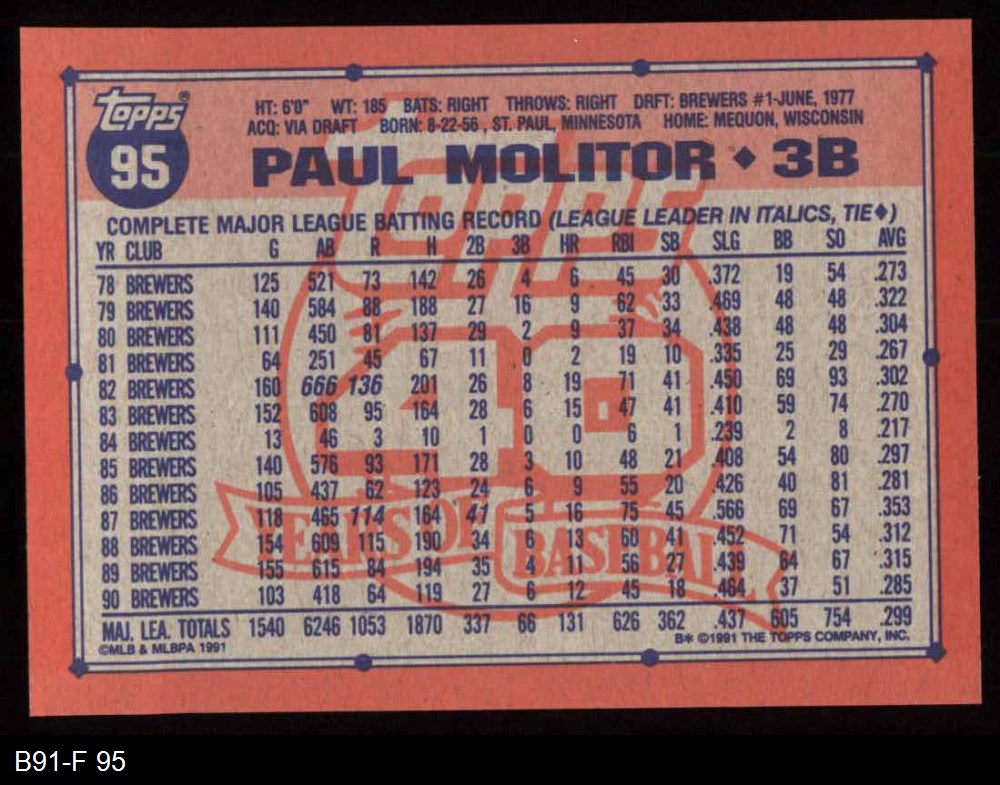 Topps®
95
HT: 6'0" WT: 185 BATS: RIGHT THROWS: RIGHT DRFT: BREWERS #1-JUNE, 1977
ACQ: VIA DRAFT BORN: 8-22-56 , ST. PAUL, MINNESOTA HOME: MEQUON, WISCONSIN
PAUL MOLITOR ◆ 3B
COMPLETE MAJOR LEAGUE BATTING RECORD (LEAGUE LEADER IN ITALICS, TIE◆)
YR CLUB G AB R H 2B 3B HR RBI SB SLG BB SO AVG
78 BREWERS 125 521 73 142 26 4 6 45 30 .372 19 54 .273
79 BREWERS 140 584 88 188 27 16 9 62 33 .469 48 48 .322
80 BREWERS 111 450 81 137 29 2 9 37 34 .438 48 48 .304
81 BREWERS 64 251 45 67 11 0 2 19 10 .335 25 29 .267
82 BREWERS 160 666 136 201 26 8 19 71 41 .450 69 93 .302
83 BREWERS 152 608 95 164 28 6 15 47 41 .410 59 74 .270
84 BREWERS 13 46 3 10 1 0 0 6 1 .239 2 8 .217
85 BREWERS 140 576 93 171 28 3 10 48 21 .408 54 80 .297
86 BREWERS 105 437 62 123 24 6 9 55 20 .426 40 81 .281
87 BREWERS 118 465 114 164 41 5 16 75 45 .566 69 67 .353
88 BREWERS 154 609 115 190 34 6 13 60 41 .452 71 54 .312
89 BREWERS 155 615 84 194 35 4 11 56 27 .439 64 67 .315
90 BREWERS 103 418 64 119 27 6 12 45 18 .464 37 51 .285
MAJ. LEA. TOTALS 1540 6246 1053 1870 337 66 131 626 362 .437 605 754 .299
©MLB & MLBPA 1991 B* ©1991 THE TOPPS COMPANY, INC.
Topps
40
YEARS OF BASEBALL
B91-F 95